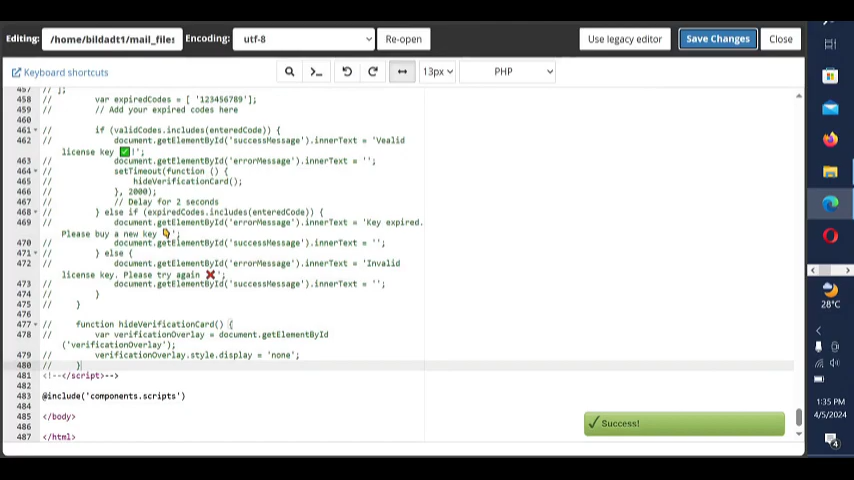 Editing: /home/bildadt1/mail_files Encoding: utf-8 Re-open Use legacy editor Save Changes Close
Keyboard shortcuts 13px PHP
457 // ];
458 // var expiredCodes = [ '123456789'];
459 // // Add your expired codes here
460
461 // if (validCodes.includes(enteredCode)) {
462 // document.getElementById('successMessage').innerText = 'Vealid
license key ✅!';
463 // document.getElementById('errorMessage').innerText = '';
464 // setTimeout(function () {
465 // hideVerificationCard();
466 // }, 2000);
467 // // Delay for 2 seconds
468 // } else if (expiredCodes.includes(enteredCode)) {
469 // document.getElementById('errorMessage').innerText = 'Key expired.
Please buy a new key ';
470 // document.getElementById('successMessage').innerText = '';
471 // } else {
472 // document.getElementById('errorMessage').innerText = 'Invalid
license key. Please try again ❌';
473 // document.getElementById('successMessage').innerText = '';
474 // }
475 // }
476
477 // function hideVerificationCard() {
478 // var verificationOverlay = document.getElementById
('verificationOverlay');
479 // verificationOverlay.style.display = 'none';
480 // }
481 <!--</script>-->
482
483 @include('components.scripts')
484
485 </body>
486
487 </html>
✓ Success!
28°C
1:35 PM
4/5/2024
4